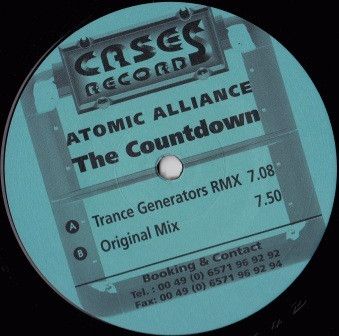 CASES
RECORDS
ATOMIC ALLIANCE
The Countdown
A Trance Generators RMX 7.08
B Original Mix 7.50
Booking & Contact
Tel.: 00 49 (0) 6571 96 92 92
Fax: 00 49 (0) 6571 96 92 94